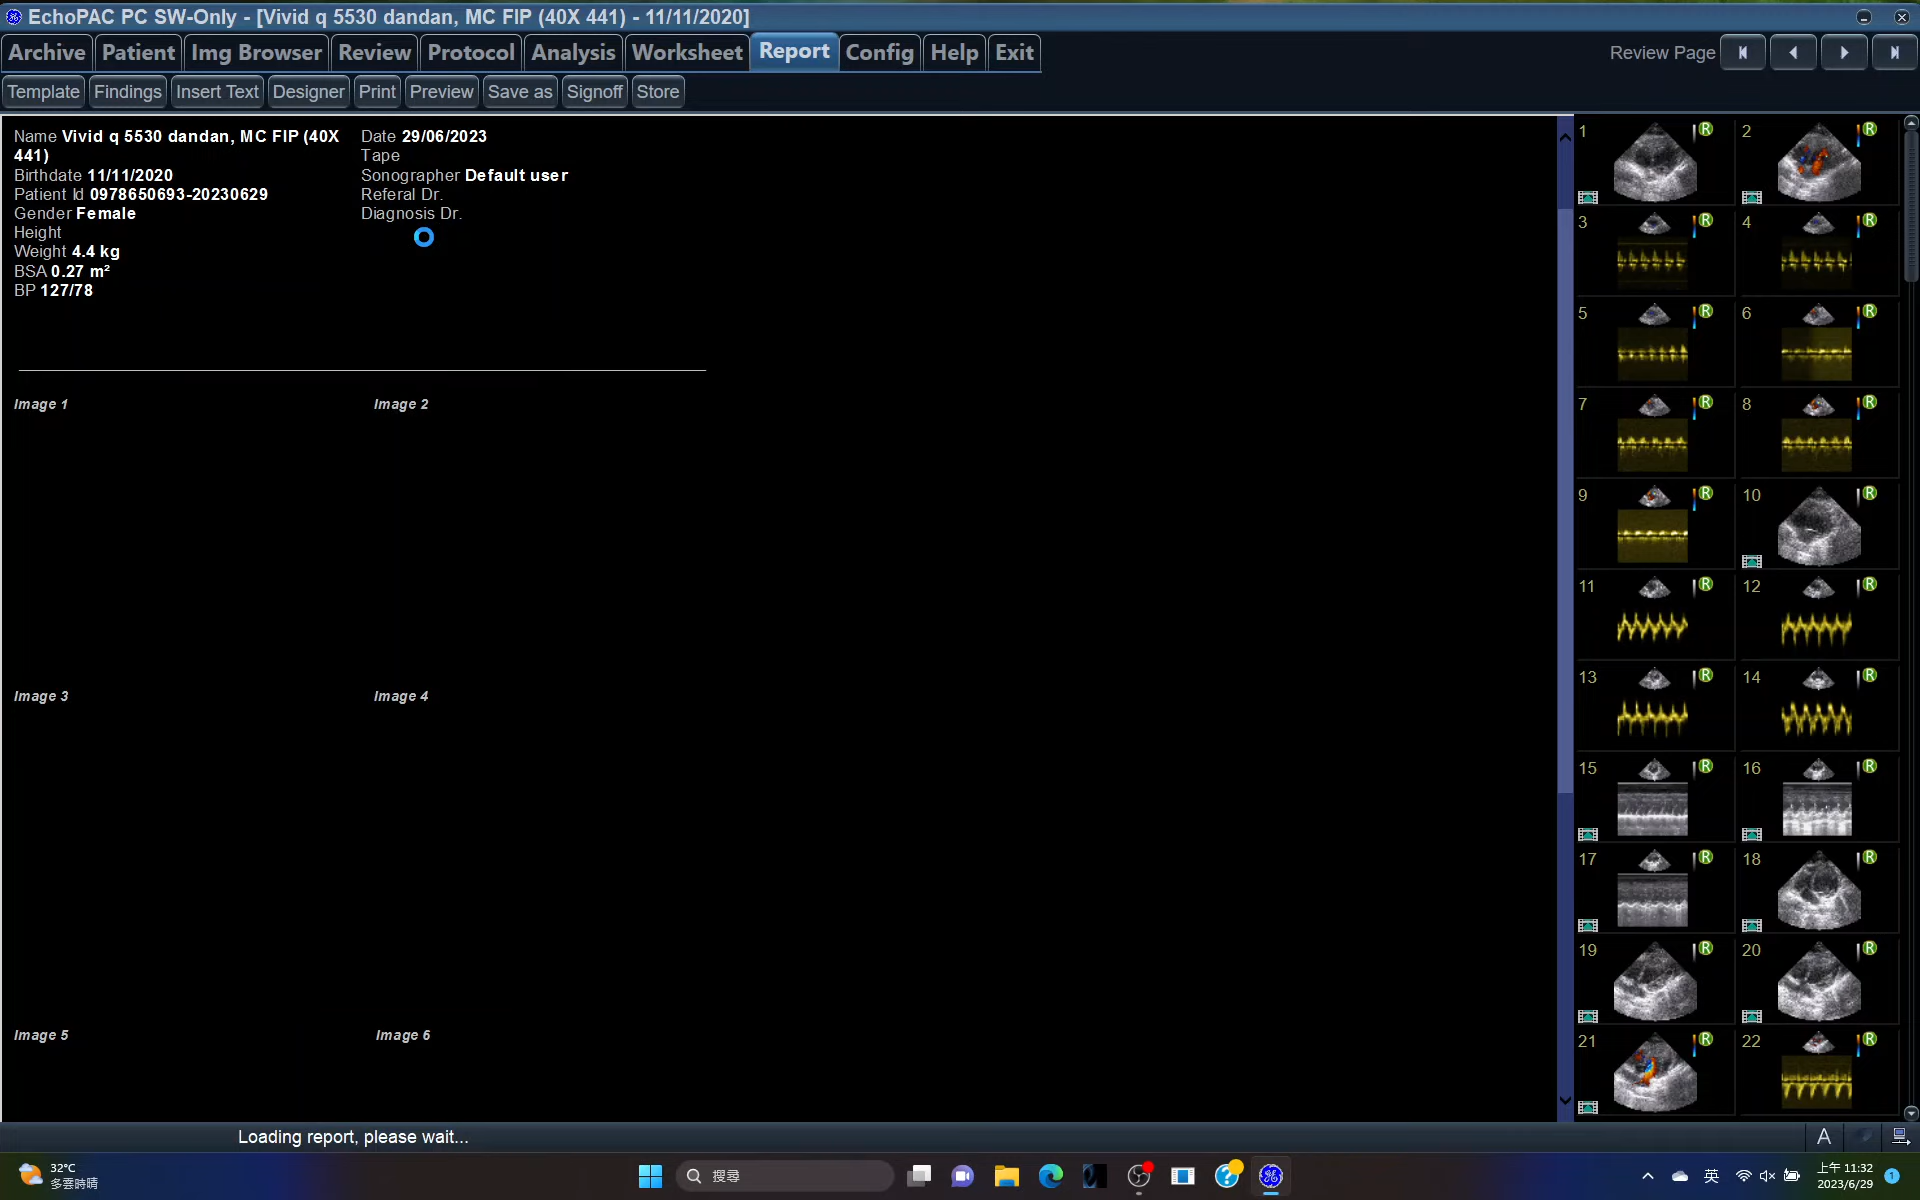 EchoPAC PC SW-Only - [Vivid q 5530 dandan, MC FIP (40X 441) - 11/11/2020]
Archive Patient Img Browser Review Protocol Analysis Worksheet Report Config Help Exit Review Page
Template Findings Insert Text Designer Print Preview Save as Signoff Store
Name Vivid q 5530 dandan, MC FIP (40X
441)
Birthdate 11/11/2020
Patient Id 0978650693-20230629
Gender Female
Height
Weight 4.4 kg
BSA 0.27 m²
BP 127/78
Date 29/06/2023
Tape
Sonographer Default user
Referal Dr.
Diagnosis Dr.
Image 1 Image 2
Image 3 Image 4
Image 5 Image 6
1 R 2 R
3 R 4 R
5 R 6 R
7 R 8 R
9 R 10 R
11 R 12 R
13 R 14 R
15 R 16 R
17 R 18 R
19 R 20 R
21 R 22 R
Loading report, please wait...
A
32°C
多雲時晴
搜尋
英
上午 11:32
2023/6/29
1